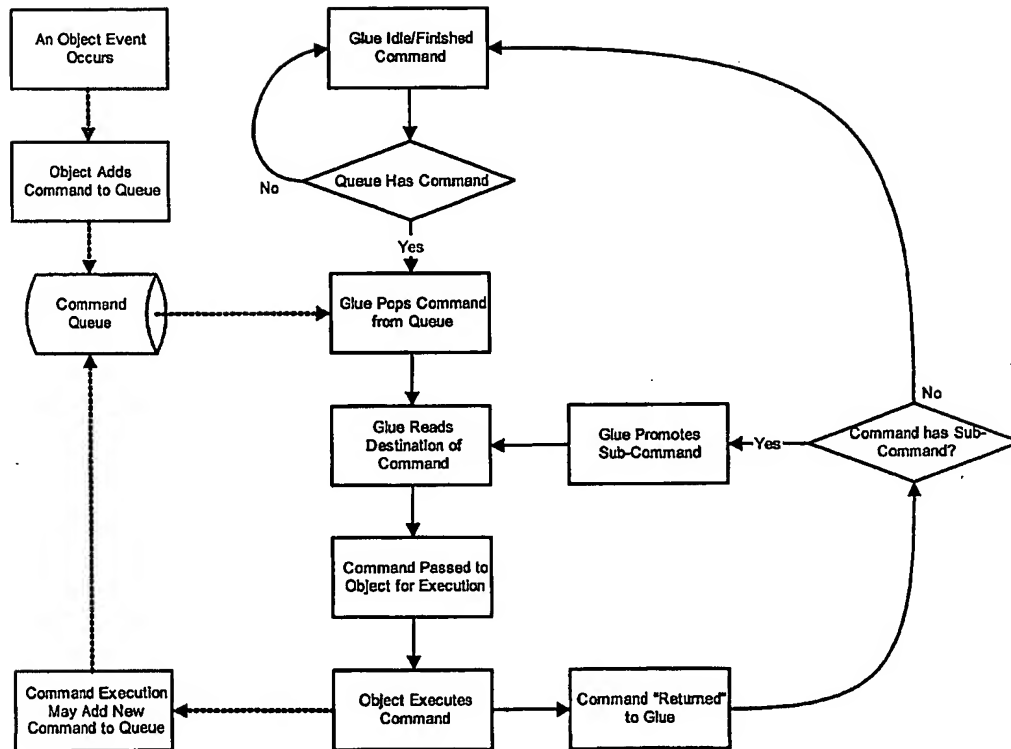 An Object Event
Occurs
Glue Idle/Finished
Command
Object Adds
Command to Queue
No
Queue Has Command
Yes
Command
Queue
Glue Pops Command
from Queue
No
Glue Reads
Destination of
Command
Glue Promotes
Sub-Command
Yes
Command has Sub-
Command?
Command Passed to
Object for Execution
Command Execution
May Add New
Command to Queue
Object Executes
Command
Command "Returned"
to Glue